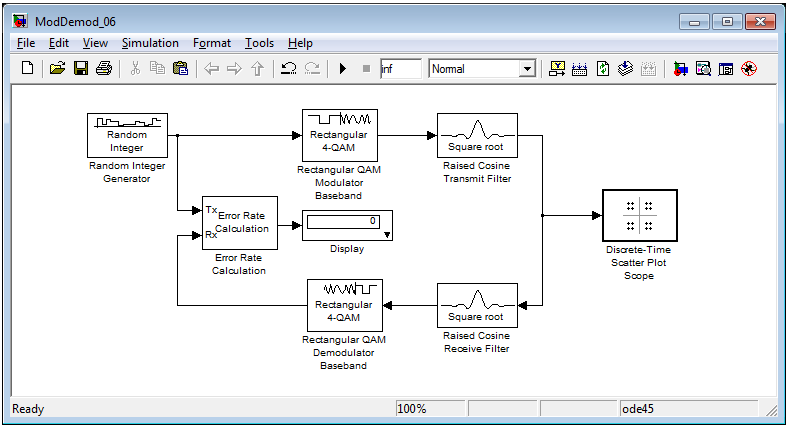 ModDemod_06
File Edit View Simulation Format Tools Help
inf Normal
Random
Integer
Random Integer
Generator
Rectangular
4-QAM
Rectangular QAM
Modulator
Baseband
Square root
Raised Cosine
Transmit Filter
Tx
Rx
Error Rate
Calculation
Error Rate
Calculation
0
Display
Discrete-Time
Scatter Plot
Scope
Rectangular
4-QAM
Rectangular QAM
Demodulator
Baseband
Square root
Raised Cosine
Receive Filter
Ready 100% ode45